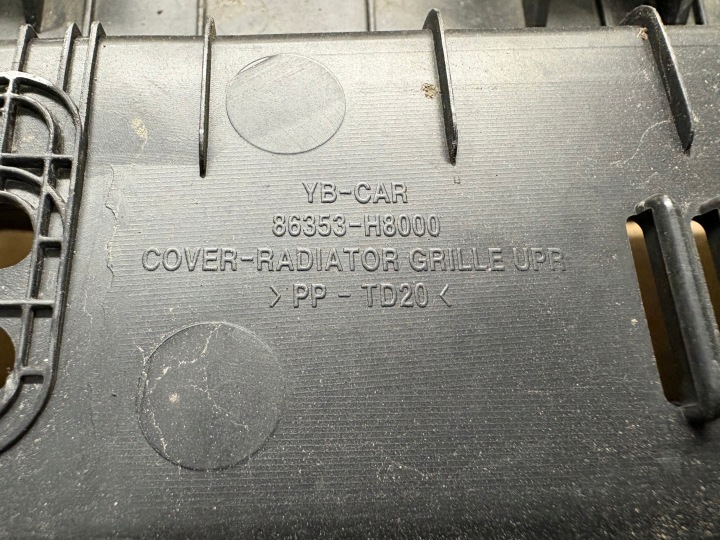 YB-CAR
86353-H8000
COVER-RADIATOR GRILLE UPR
>PP-TD20<